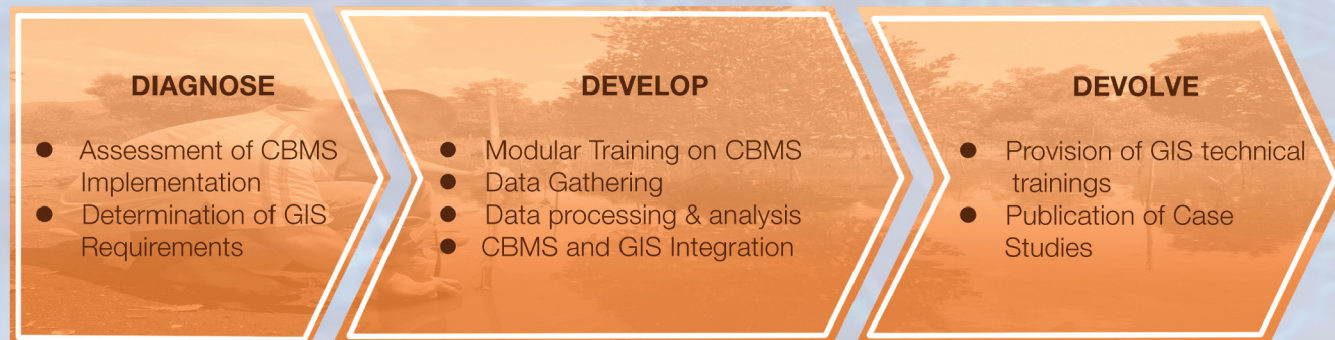 DIAGNOSE
● Assessment of CBMS
Implementation
● Determination of GIS
Requirements
DEVELOP
● Modular Training on CBMS
● Data Gathering
● Data processing & analysis
● CBMS and GIS Integration
DEVOLVE
● Provision of GIS technical
trainings
● Publication of Case
Studies